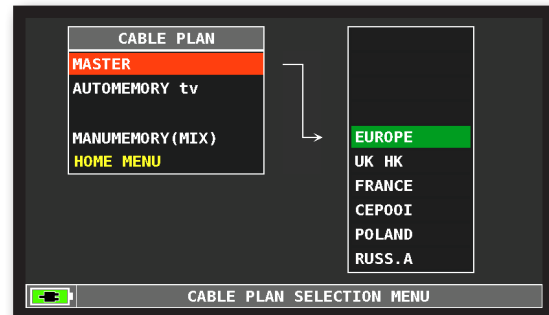 CABLE PLAN
MASTER
AUTOMEMORY tv
MANUMEMORY(MIX)
HOME MENU
EUROPE
UK HK
FRANCE
CEPOOI
POLAND
RUSS.A
CABLE PLAN SELECTION MENU